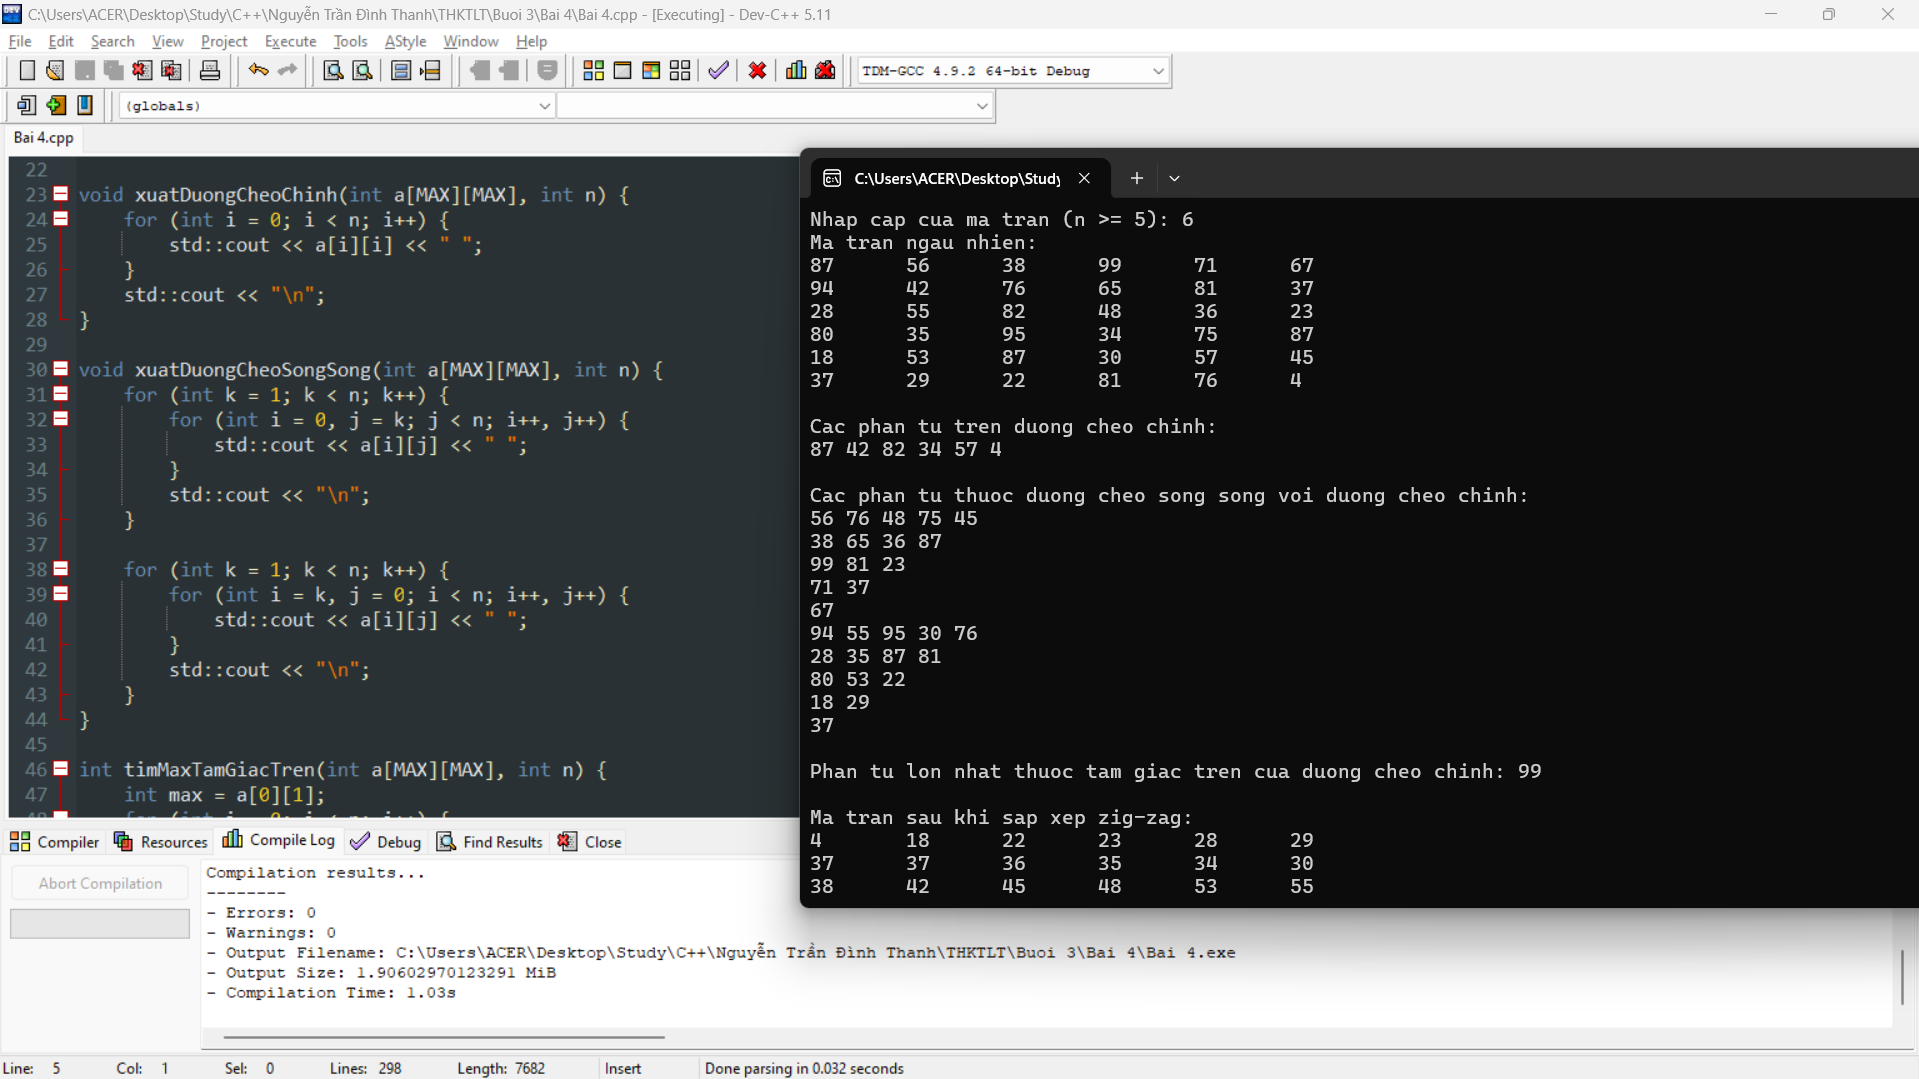 C:\Users\ACER\Desktop\Study\C++\Nguyễn Trần Đình Thanh\THKTLT\Buoi 3\Bai 4\Bai 4.cpp - [Executing] - Dev-C++ 5.11
File Edit Search View Project Execute Tools AStyle Window Help
TDM-GCC 4.9.2 64-bit Debug
(globals)
Bai 4.cpp
22
23 void xuatDuongCheoChinh(int a[MAX][MAX], int n) {
24 for (int i = 0; i < n; i++) {
25 std::cout << a[i][i] << " ";
26 }
27 std::cout << "\n";
28 }
29
30 void xuatDuongCheoSongSong(int a[MAX][MAX], int n) {
31 for (int k = 1; k < n; k++) {
32 for (int i = 0, j = k; j < n; i++, j++) {
33 std::cout << a[i][j] << " ";
34 }
35 std::cout << "\n";
36 }
37
38 for (int k = 1; k < n; k++) {
39 for (int i = k, j = 0; i < n; i++, j++) {
40 std::cout << a[i][j] << " ";
41 }
42 std::cout << "\n";
43 }
44 }
45
46 int timMaxTamGiacTren(int a[MAX][MAX], int n) {
47 int max = a[0][1];
C:\Users\ACER\Desktop\Study
Nhap cap cua ma tran (n >= 5): 6
Ma tran ngau nhien:
87 56 38 99 71 67
94 42 76 65 81 37
28 55 82 48 36 23
80 35 95 34 75 87
18 53 87 30 57 45
37 29 22 81 76 4
Cac phan tu tren duong cheo chinh:
87 42 82 34 57 4
Cac phan tu thuoc duong cheo song song voi duong cheo chinh:
56 76 48 75 45
38 65 36 87
99 81 23
71 37
67
94 55 95 30 76
28 35 87 81
80 53 22
18 29
37
Phan tu lon nhat thuoc tam giac tren cua duong cheo chinh: 99
Ma tran sau khi sap xep zig-zag:
4 18 22 23 28 29
37 37 36 35 34 30
38 42 45 48 53 55
Compiler Resources Compile Log Debug Find Results Close
Abort Compilation
Compilation results...
--------
- Errors: 0
- Warnings: 0
- Output Filename: C:\Users\ACER\Desktop\Study\C++\Nguyễn Trần Đình Thanh\THKTLT\Buoi 3\Bai 4\Bai 4.exe
- Output Size: 1.90602970123291 MiB
- Compilation Time: 1.03s
Line: 5 Col: 1 Sel: 0 Lines: 298 Length: 7682 Insert Done parsing in 0.032 seconds